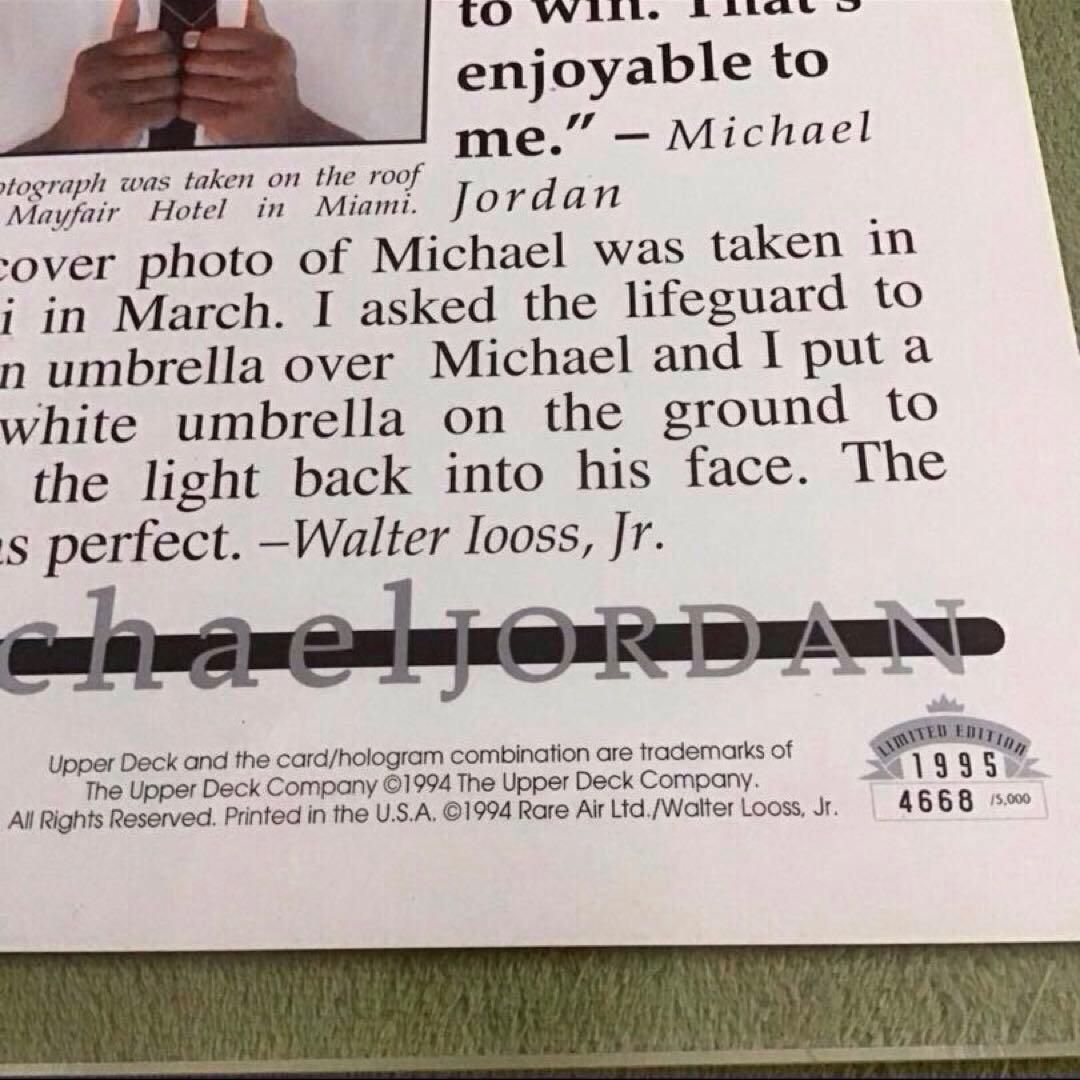 to win. That's
enjoyable to
me." – Michael
Jordan
was taken on the roof
Mayfair Hotel in Miami.
photo of Michael was taken in
in March. I asked the lifeguard to
umbrella over Michael and I put a
white umbrella on the ground to
the light back into his face. The
perfect. –Walter Iooss, Jr.
chaelJORDAN
Upper Deck and the card/hologram combination are trademarks of
The Upper Deck Company ©1994 The Upper Deck Company.
All Rights Reserved. Printed in the U.S.A. ©1994 Rare Air Ltd./Walter Looss, Jr.
LIMITED EDITION
1995
4668 /5,000